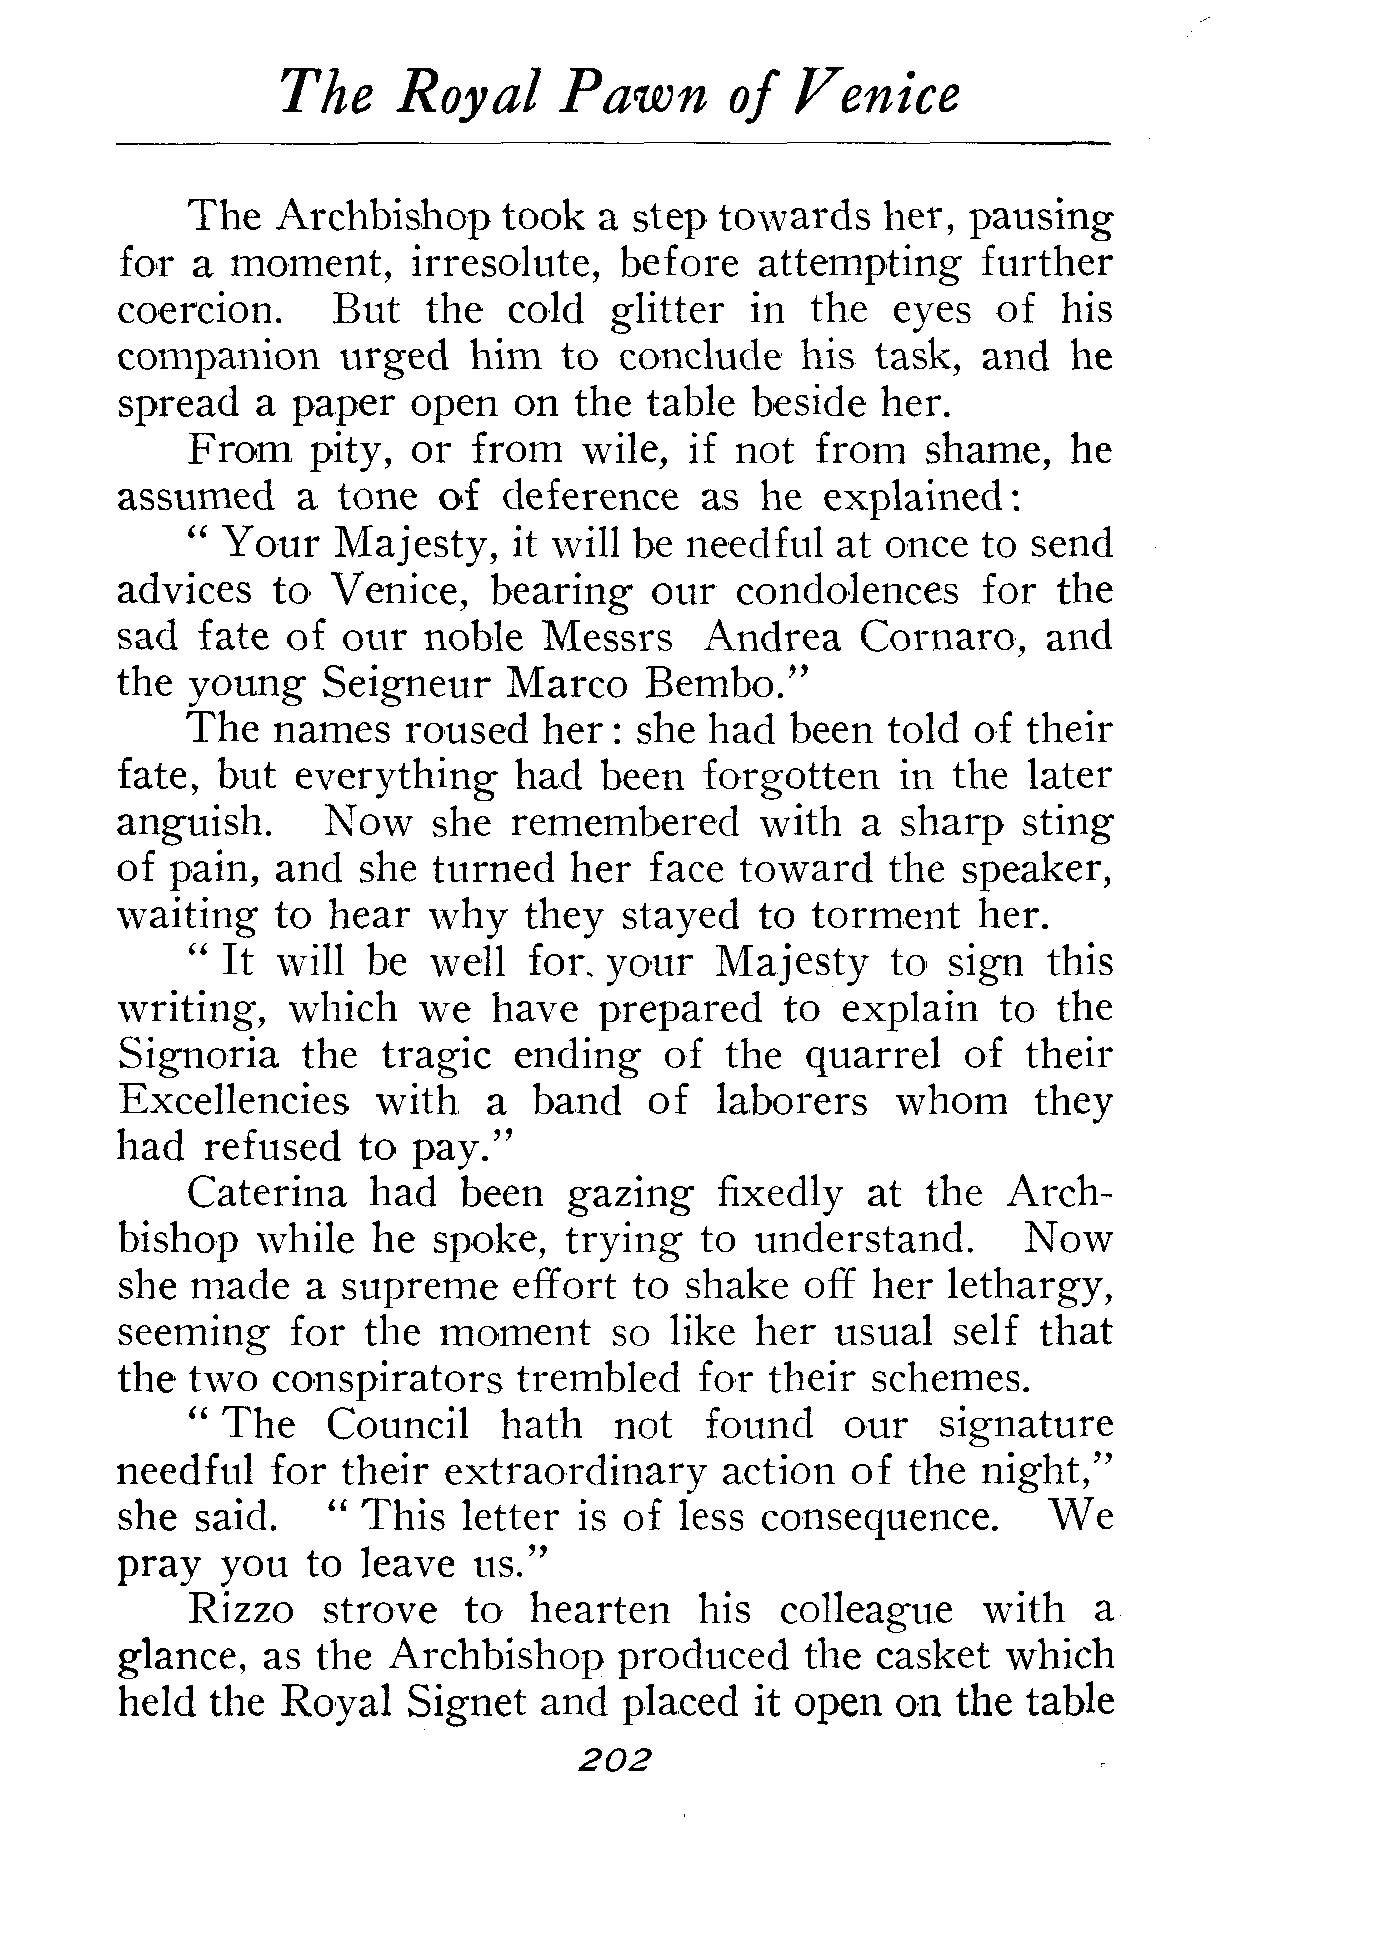 The Royal Pawn of Venice
The Archbishop took a step towards her, pausing
for a moment, irresolute, before attempting further
coercion. But the cold glitter in the eyes of his
companion urged him to conclude his task, and he
spread a paper open on the table beside her.
From pity, or from wile, if not from shame, he
assumed a tone of deference as he explained:
“ Your Majesty, it will be needful at once to send
advices to Venice, bearing our condolences for the
sad fate of our noble Messrs Andrea Cornaro, and
the young Seigneur Marco Bembo.”
The names roused her: she had been told of their
fate, but everything had been forgotten in the later
anguish. Now she remembered with a sharp sting
of pain, and she turned her face toward the speaker,
waiting to hear why they stayed to torment her.
“ It will be well for. your Majesty to sign this
writing, which we have prepared to explain to the
Signoria the tragic ending of the quarrel of their
Excellencies with a band of laborers whom they
had refused to pay.”
Caterina had been gazing fixedly at the Arch-
bishop while he spoke, trying to understand. Now
she made a supreme effort to shake off her lethargy,
seeming for the moment so like her usual self that
the two conspirators trembled for their schemes.
“ The Council hath not found our signature
needful for their extraordinary action of the night,”
she said. “ This letter is of less consequence. We
pray you to leave us.”
Rizzo strove to hearten his colleague with a
glance, as the Archbishop produced the casket which
held the Royal Signet and placed it open on the table
202